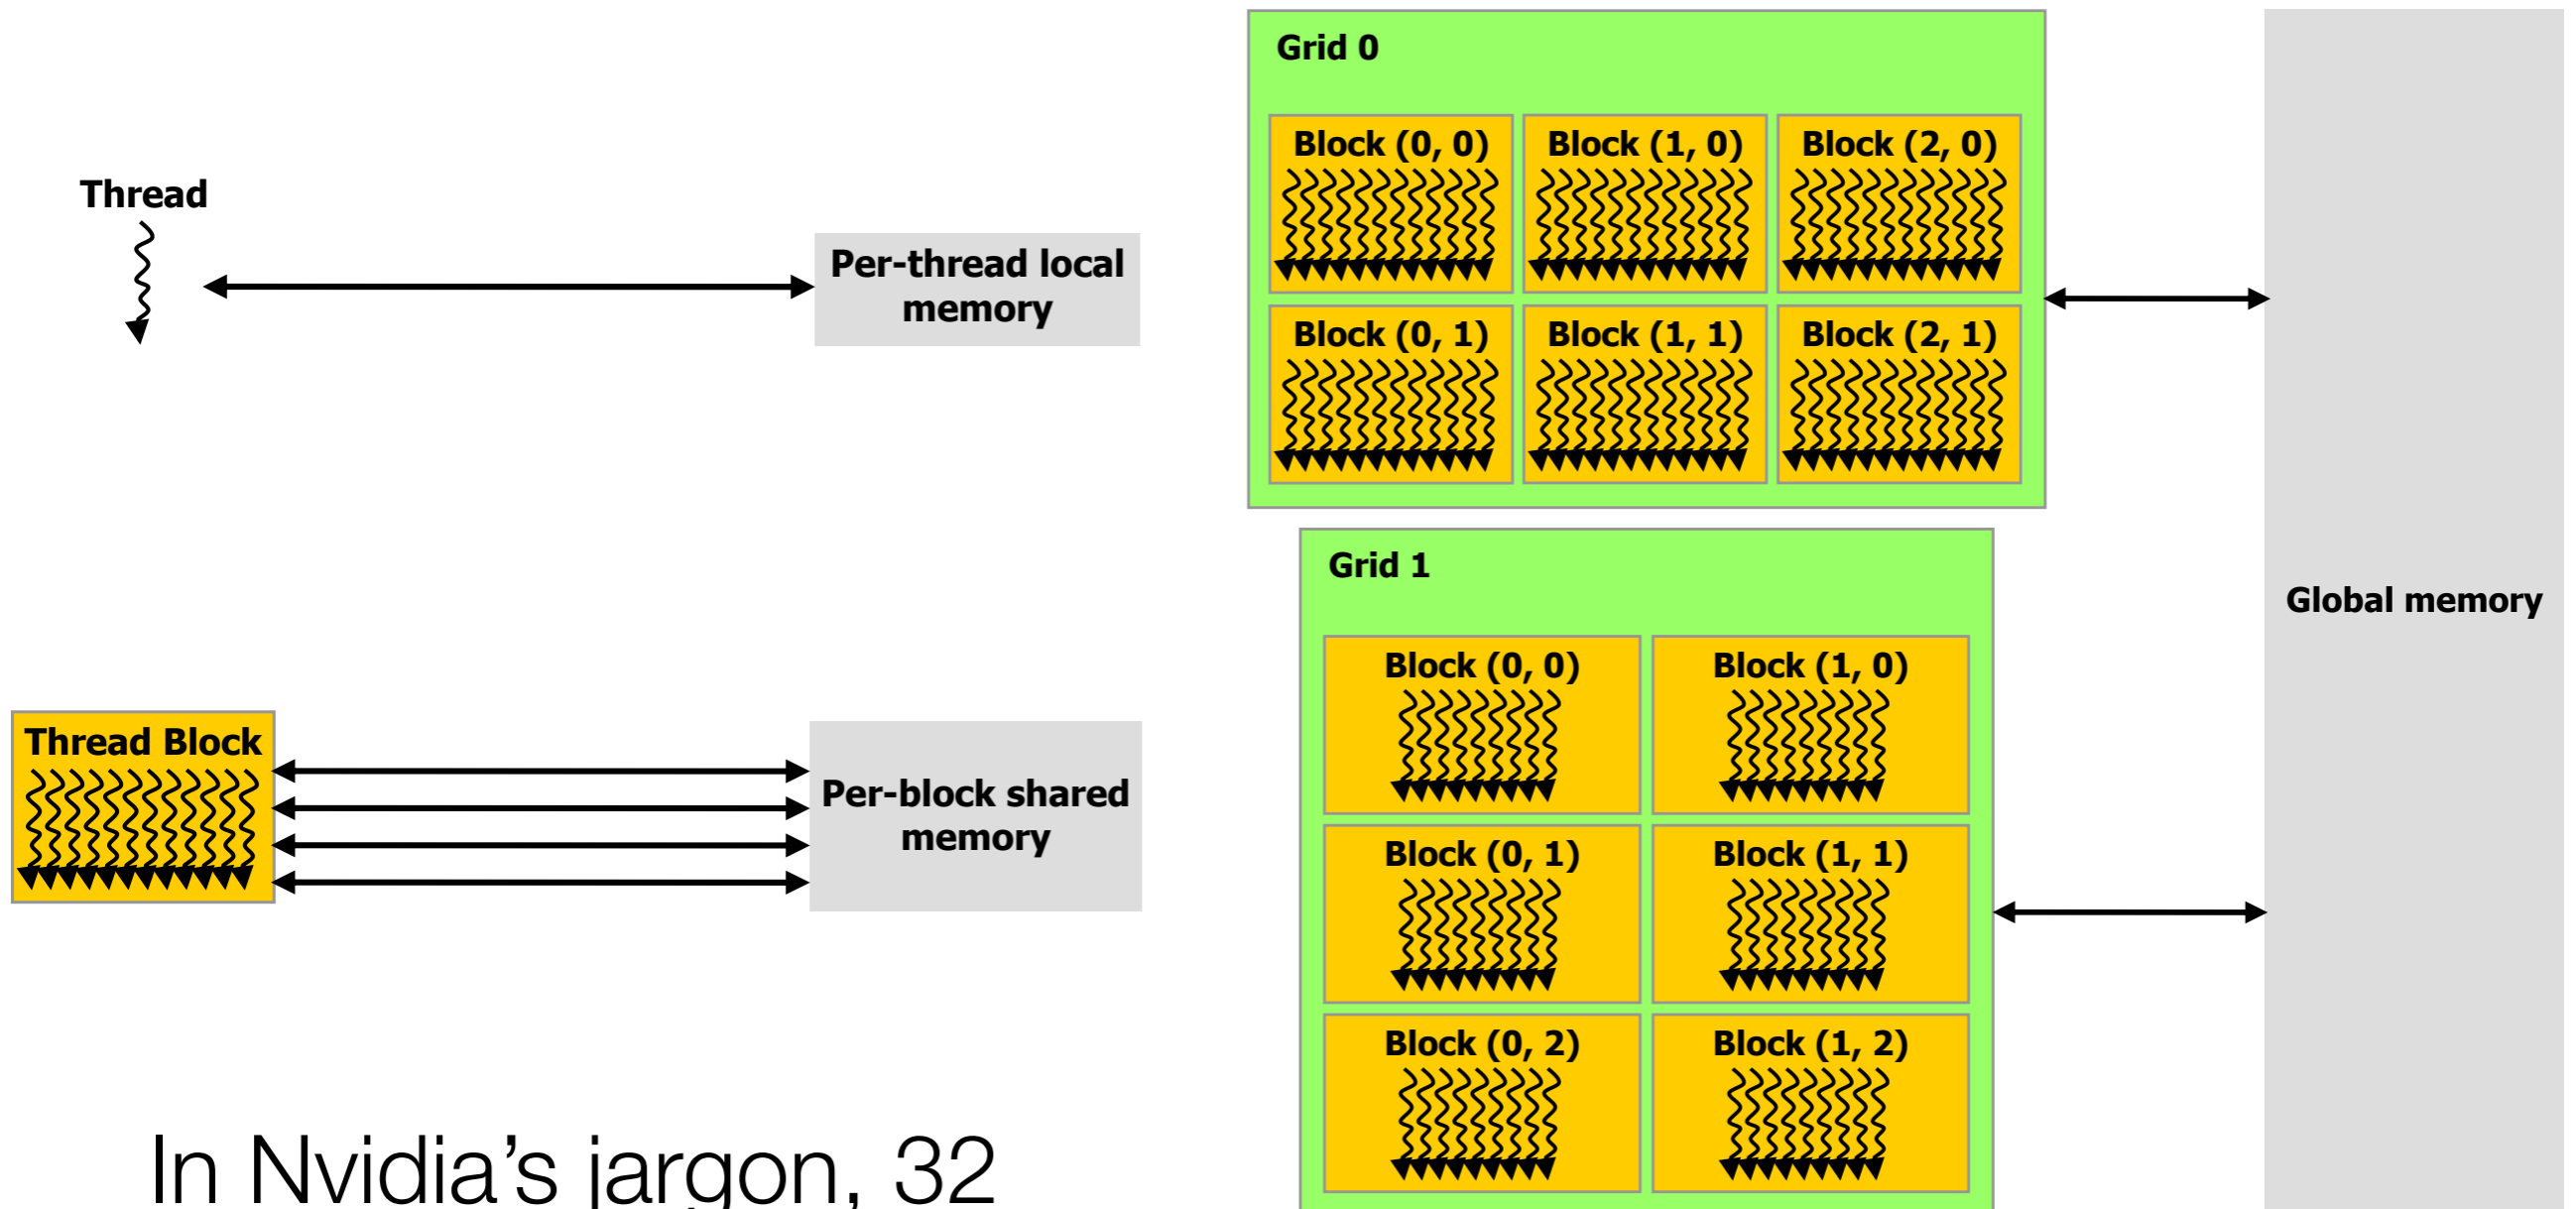 Thread
Per-thread local
memory
Thread Block
Per-block shared
memory
In Nvidia’s jargon, 32
Grid 0
Block (0, 0)
Block (1, 0)
Block (2, 0)
Block (0, 1)
Block (1, 1)
Block (2, 1)
Grid 1
Block (0, 0)
Block (1, 0)
Block (0, 1)
Block (1, 1)
Block (0, 2)
Block (1, 2)
Global memory